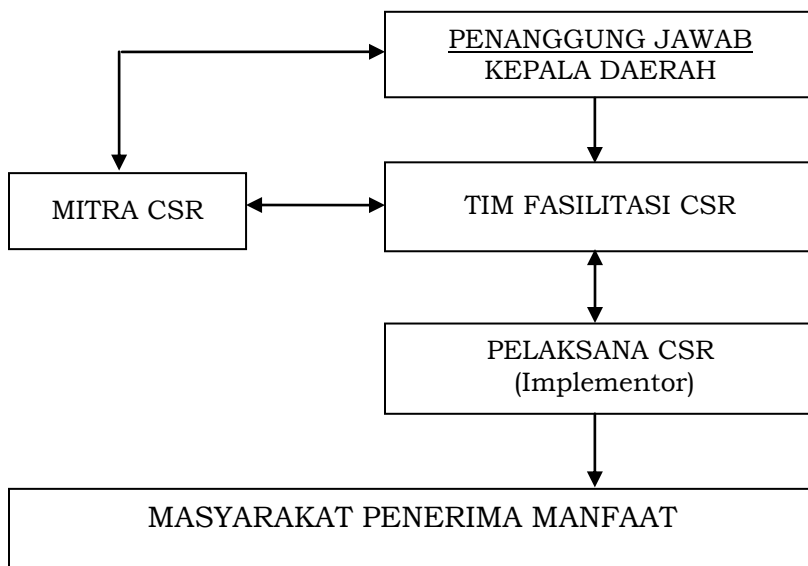 PENANGGUNG JAWAB
KEPALA DAERAH
MITRA CSR
TIM FASILITASI CSR
PELAKSANA CSR
(Implementor)
MASYARAKAT PENERIMA MANFAAT